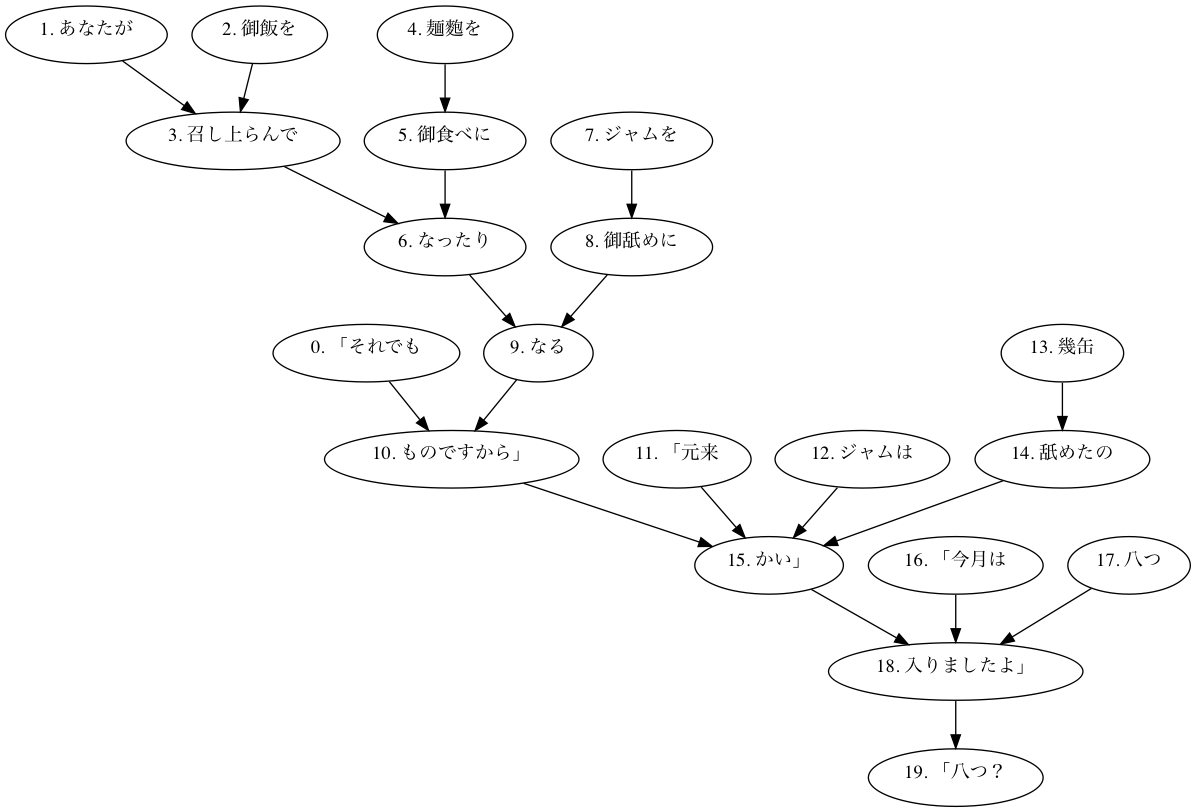 1. あなたが
2. 御飯を
4. 麺麭を
3. 召し上らんで
5. 御食べに
7. ジャムを
6. なったり
8. 御舐めに
0. 「それでも
9. なる
13. 幾缶
10. ものですから」
11. 「元来
12. ジャムは
14. 舐めたの
15. かい」
16. 「今月は
17. 八つ
18. 入りましたよ」
19. 「八つ？